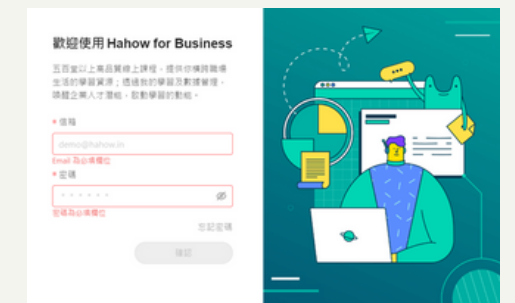 歡迎使用 Hahow for Business
五百堂以上高品質線上課程，提供你橫跨職場
生活的學習資源；透過我的學習及數據管理，
喚醒企業人才潛能，啟動學習的動能。
* 信箱
demo@hahow.in
Email 為必填欄位
* 密碼
密碼為必填欄位
忘記密碼
確認